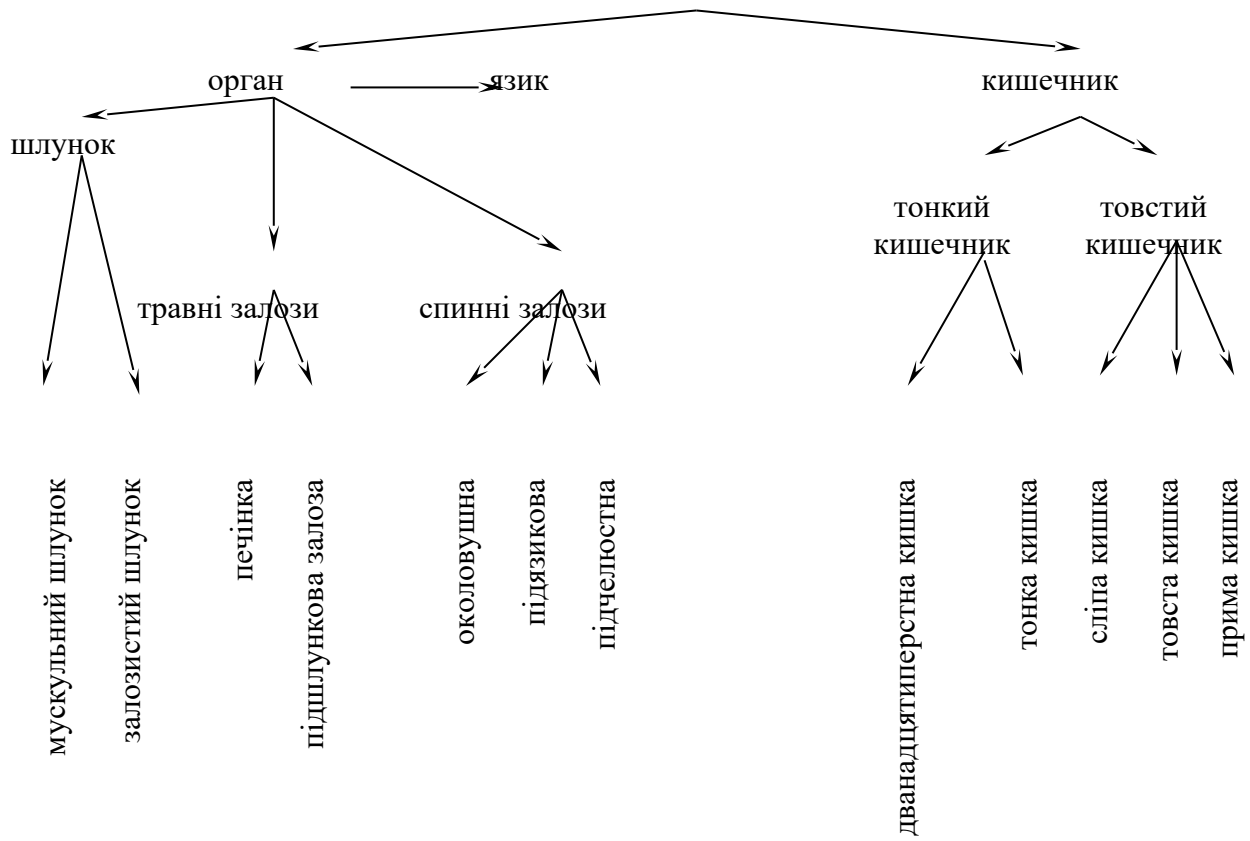 орган
язик
кишечник
шлунок
тонкий
кишечник
товстий
кишечник
травні залози
спинні залози
мускульний шлунок
залозистий шлунок
печінка
підшлункова залоза
околовушна
підязикова
підчелюстна
дванадцятиперстна кишка
тонка кишка
сліпа кишка
товста кишка
прима кишка